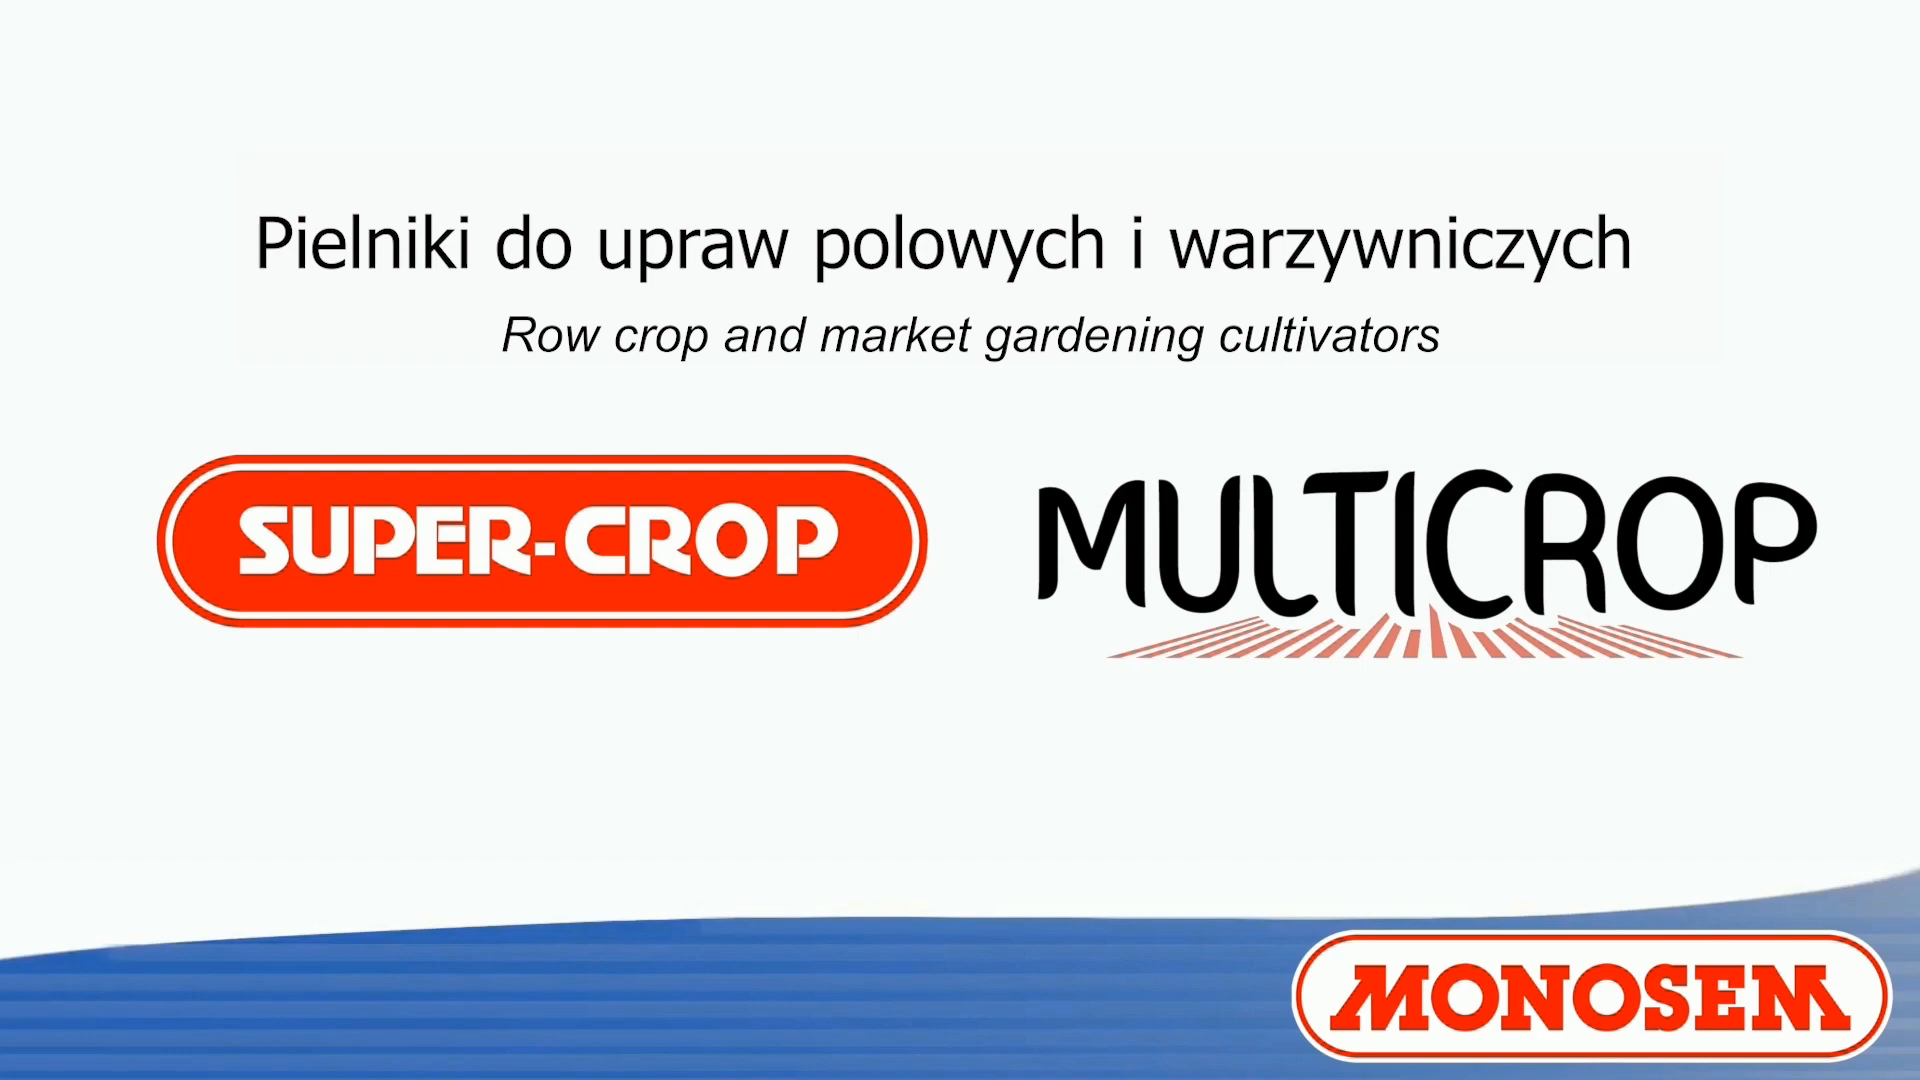 Pielniki do upraw polowych i warzywniczych
Row crop and market gardening cultivators
SUPER-CROP
MULTICROP
MONOSEM